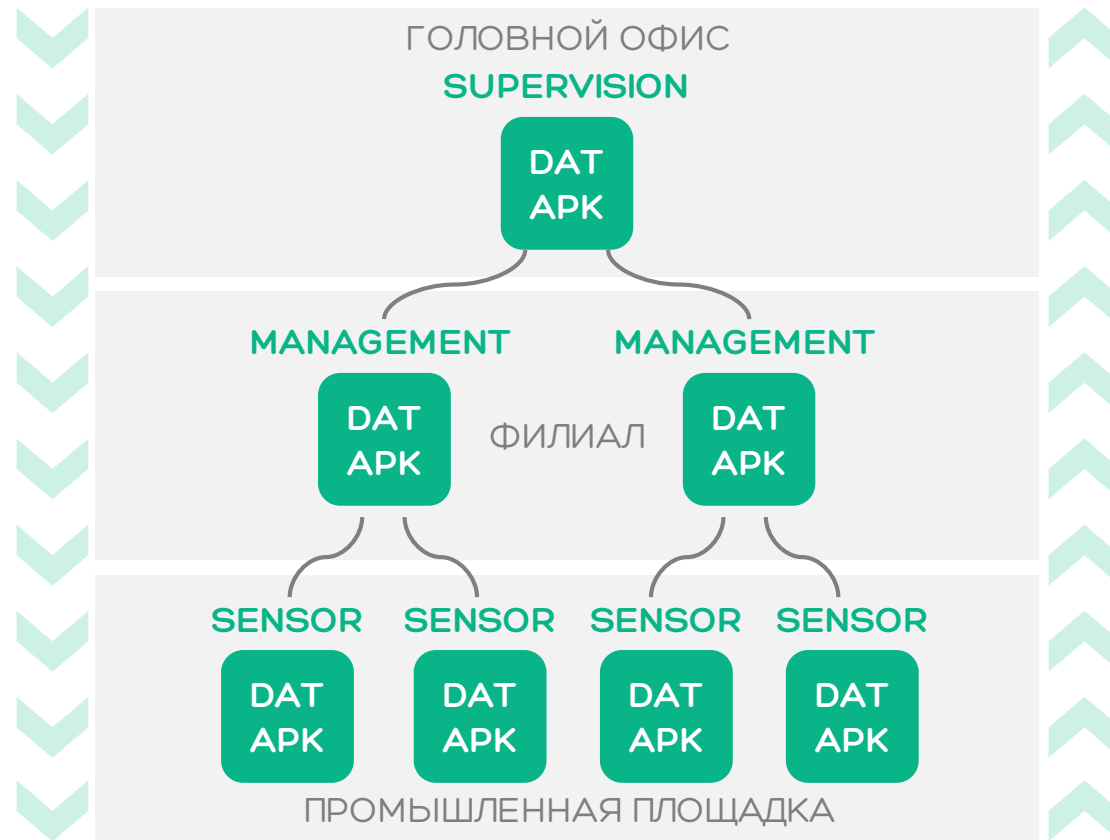 ГОЛОВНОЙ ОФИС
SUPERVISION
DAT
APK
MANAGEMENT MANAGEMENT
DAT
APK
ФИЛИАЛ
DAT
APK
SENSOR SENSOR SENSOR SENSOR
DAT
APK
DAT
APK
DAT
APK
DAT
APK
ПРОМЫШЛЕННАЯ ПЛОЩАДКА